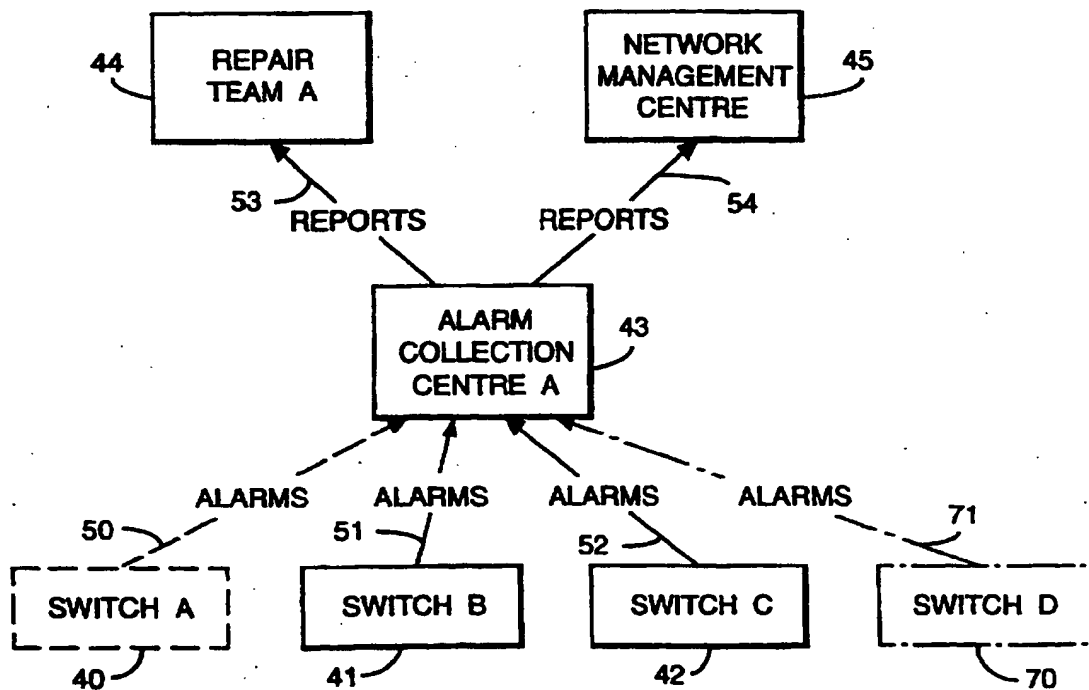 44
REPAIR
TEAM A
NETWORK
MANAGEMENT
CENTRE
45
53
REPORTS
REPORTS
54
ALARM
COLLECTION
CENTRE A
43
ALARMS
ALARMS
ALARMS
ALARMS
50
51
52
71
SWITCH A
SWITCH B
SWITCH C
SWITCH D
40
41
42
70